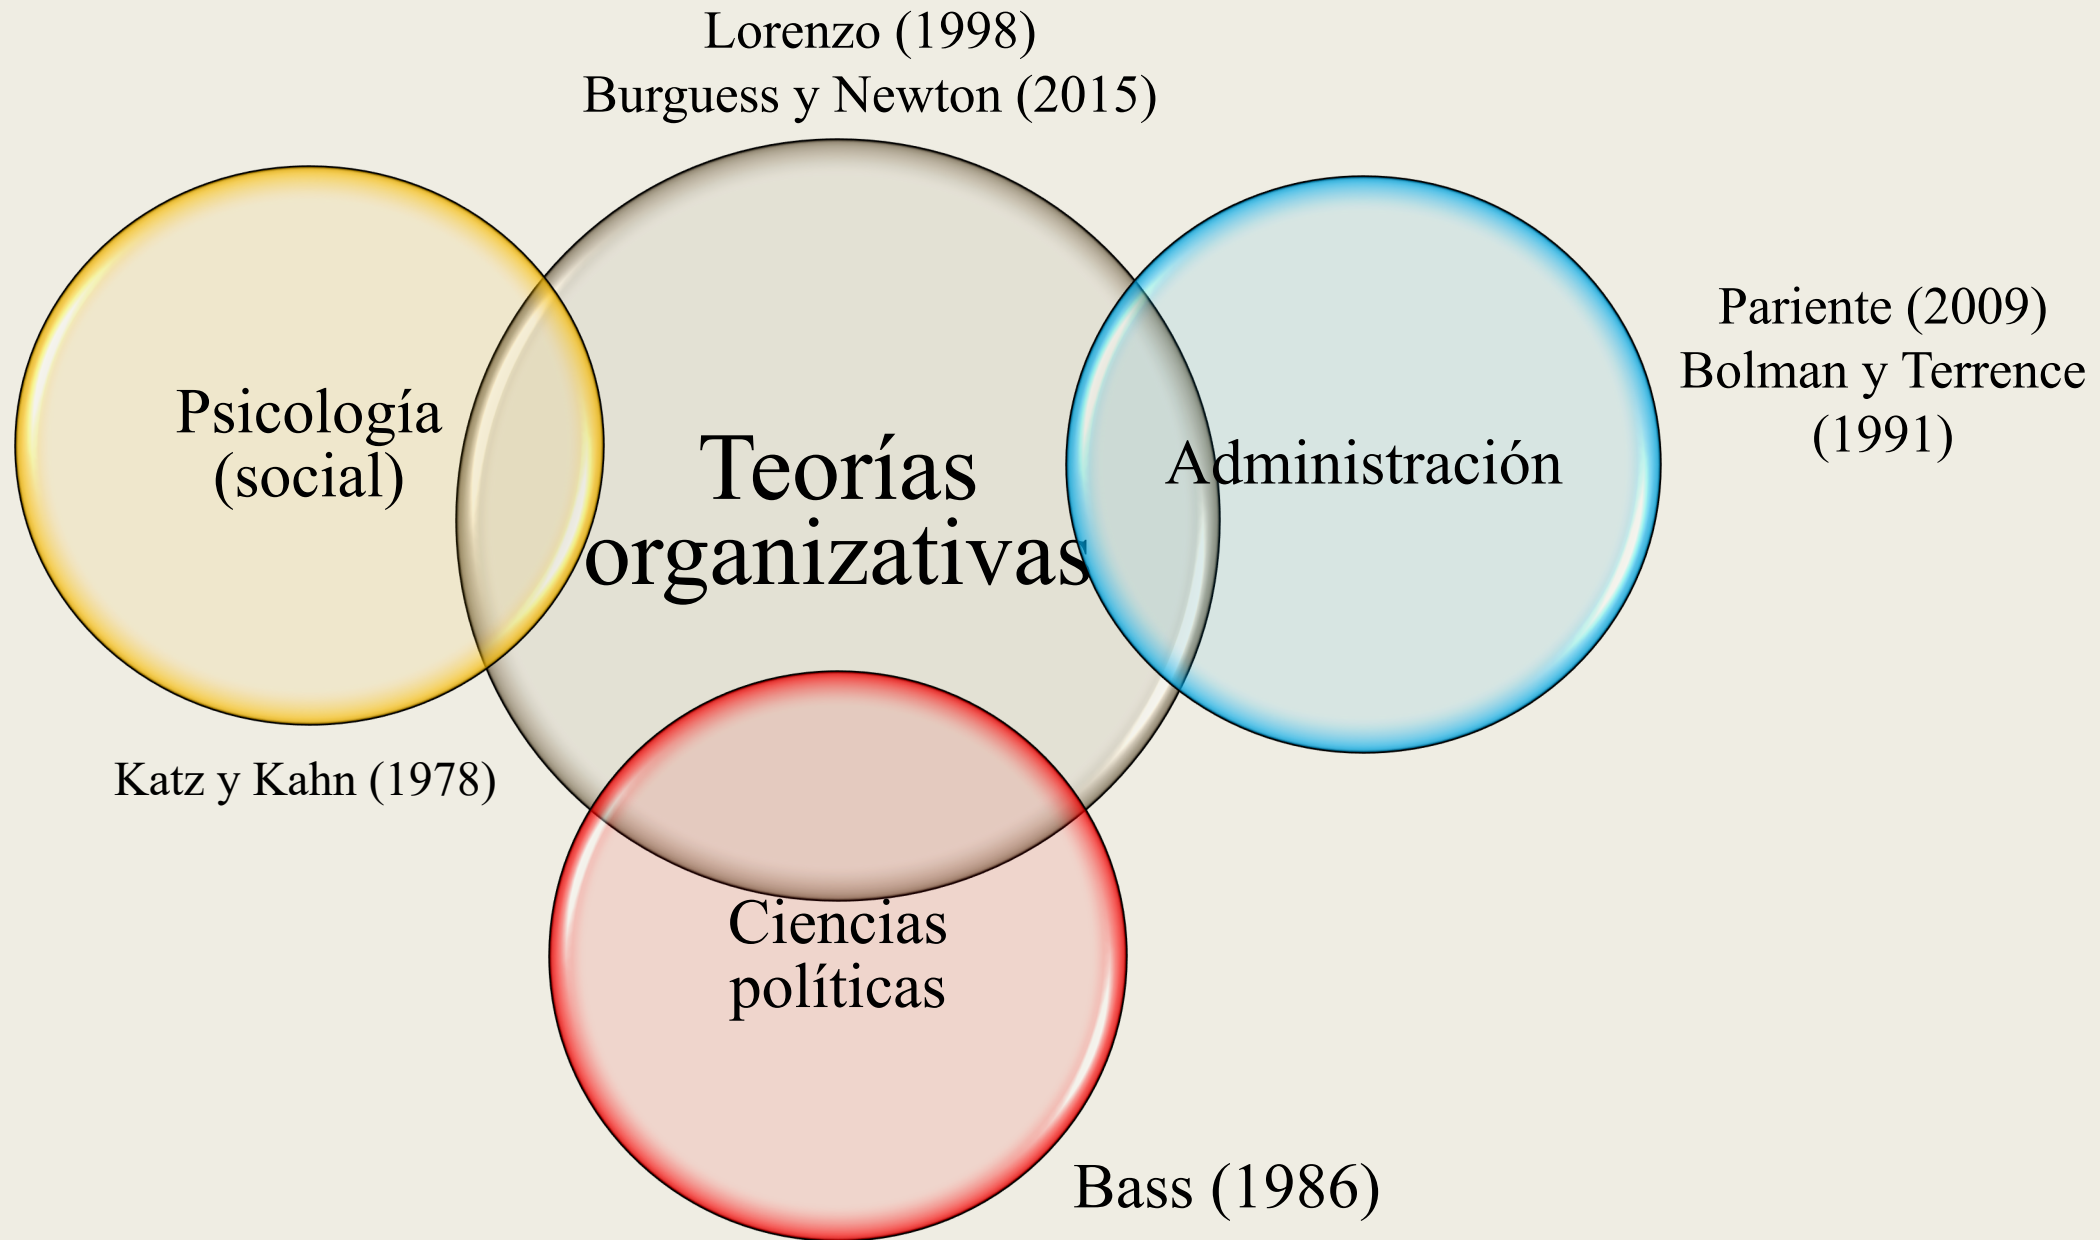 Lorenzo (1998)
Burguess y Newton (2015)
Psicología
(social)
Teorías
organizativas
Administración
Pariente (2009)
Bolman y Terrence
(1991)
Katz y Kahn (1978)
Ciencias
políticas
Bass (1986)